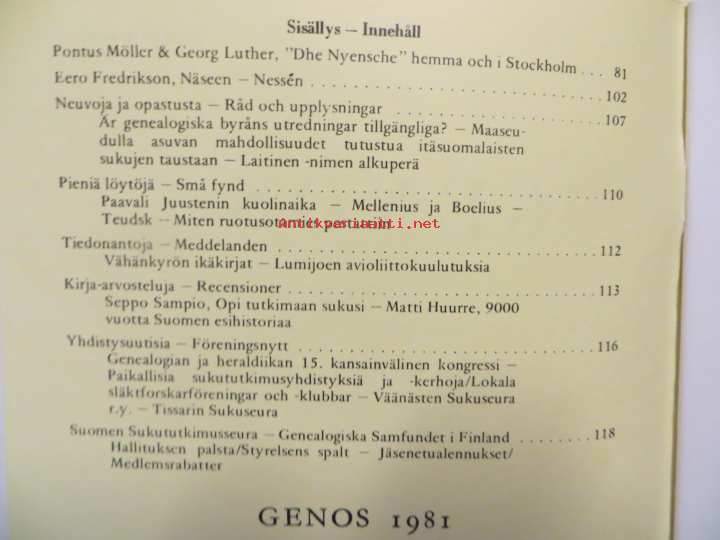 Sisällys — Innehåll
Pontus Möller & Georg Luther, "Dhe Nyensche" hemma och i Stockholm . . . 81
Eero Fredrikson, Näseen — Nessén . . . . . . . . . . . . . . . . . . . . . . . . 102
Neuvoja ja opastusta — Råd och upplysningar . . . . . . . . . . . . . . . . . 107
Är genealogiska byråns utredningar tillgängliga? — Maaseu-
dulla asuvan mahdollisuudet tutustua itäsuomalaisten
sukujen taustaan — Laitinen -nimen alkuperä
Pieniä löytöjä — Små fynd . . . . . . . . . . . . . . . . . . . . . . . . . . . . 110
Paavali Juustenin kuolinaika — Mellenius ja Boelius —
Teudsk — Miten
antikvariaatti.net
Tiedonantoja — Meddelanden . . . . . . . . . . . . . . . . . . . . . . . . . . 112
Vähänkyrön ikäkirjat — Lumijoen avioliittokuulutuksia
Kirja-arvosteluja — Recensioner . . . . . . . . . . . . . . . . . . . . . . . . 113
Seppo Sampio, Opi tutkimaan sukusi — Matti Huurre, 9000
vuotta Suomen esihistoriaa
Yhdistysuutisia — Föreningsnytt . . . . . . . . . . . . . . . . . . . . . . . . 116
Genealogian ja heraldiikan 15. kansainvälinen kongressi —
Paikallisia sukututkimusyhdistyksiä ja -kerhoja/Lokala
släktforskarföreningar och -klubbar — Väänästen Sukuseura
r.y. — Tissarin Sukuseura
Suomen Sukututkimusseura — Genealogiska Samfundet i Finland . . . . . . . . 118
Hallituksen palsta/Styrelsens spalt — Jäsenetualennukset/
Medlemsrabatter
GENOS 1981